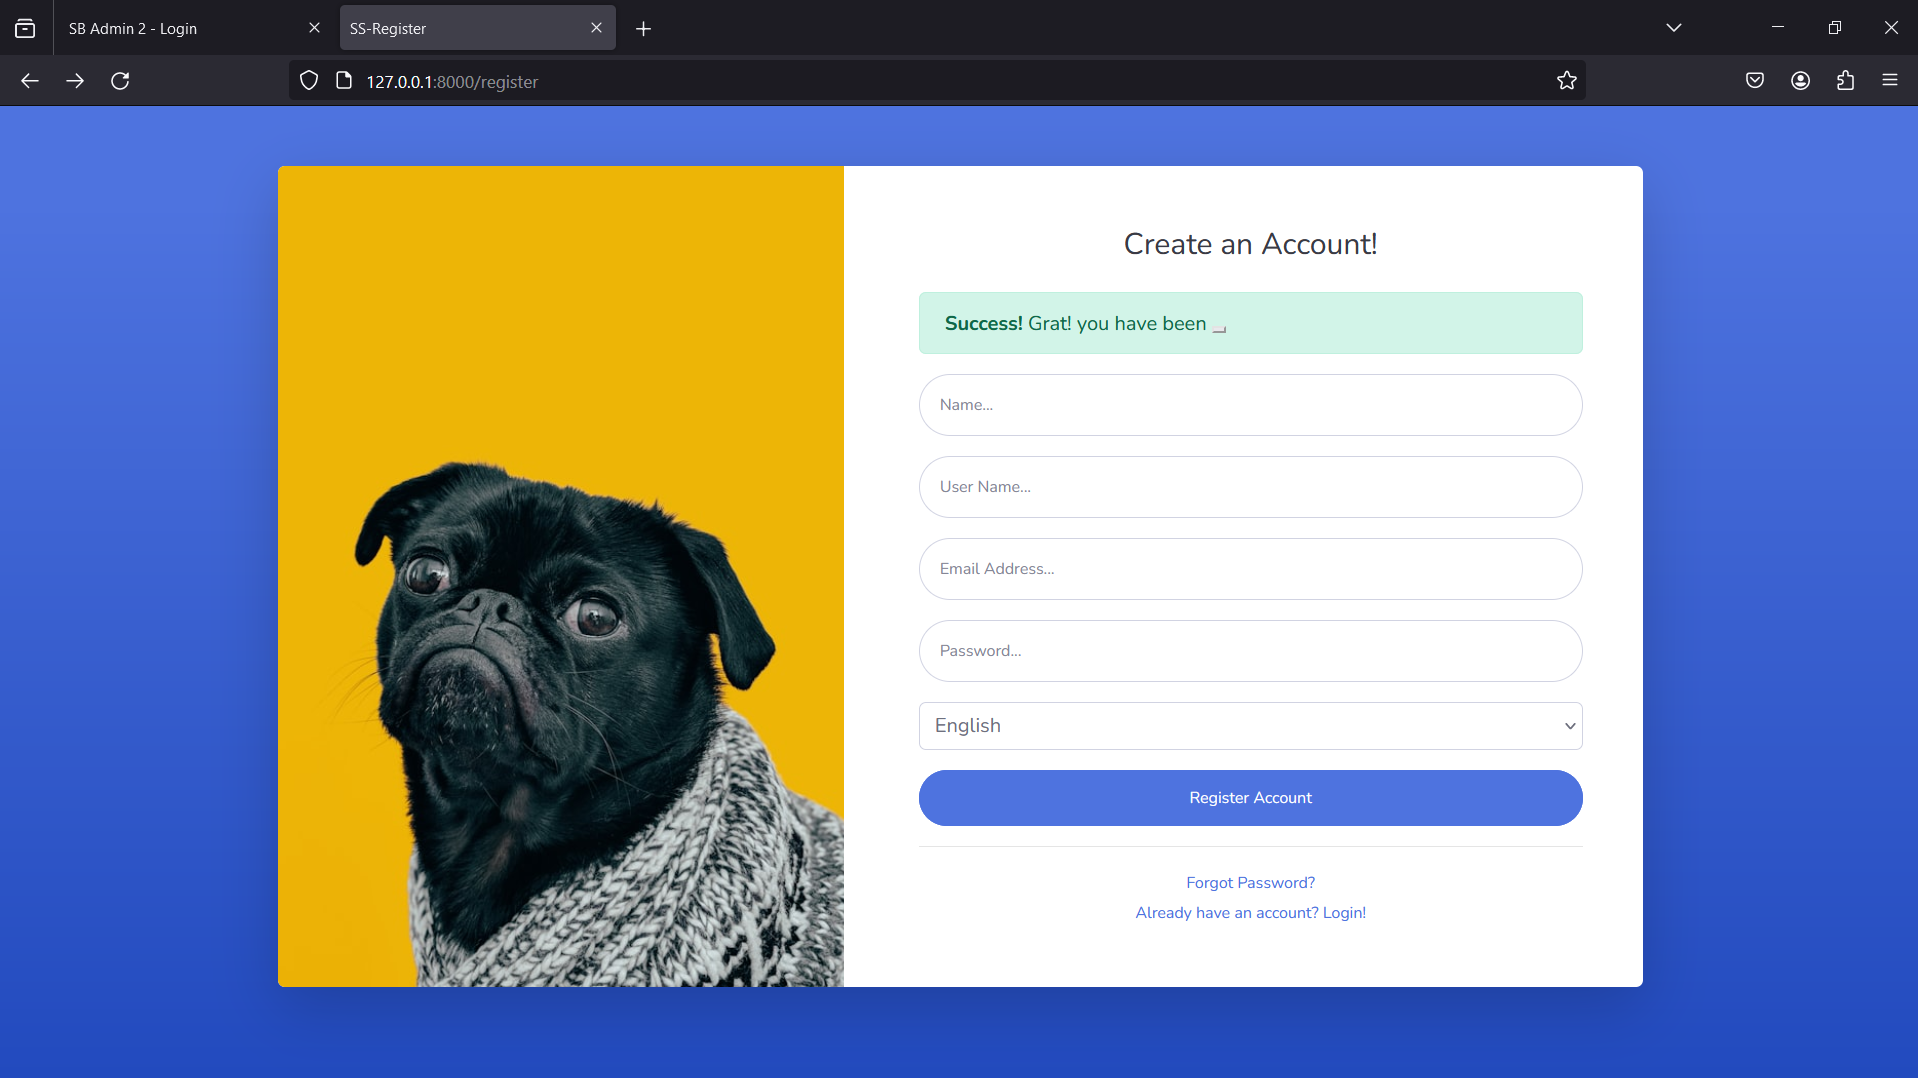 SB Admin 2 - Login
SS-Register
127.0.0.1:8000/register
Create an Account!
Success! Grat! you have been
Name...
User Name...
Email Address...
Password...
English
Register Account
Forgot Password?
Already have an account? Login!